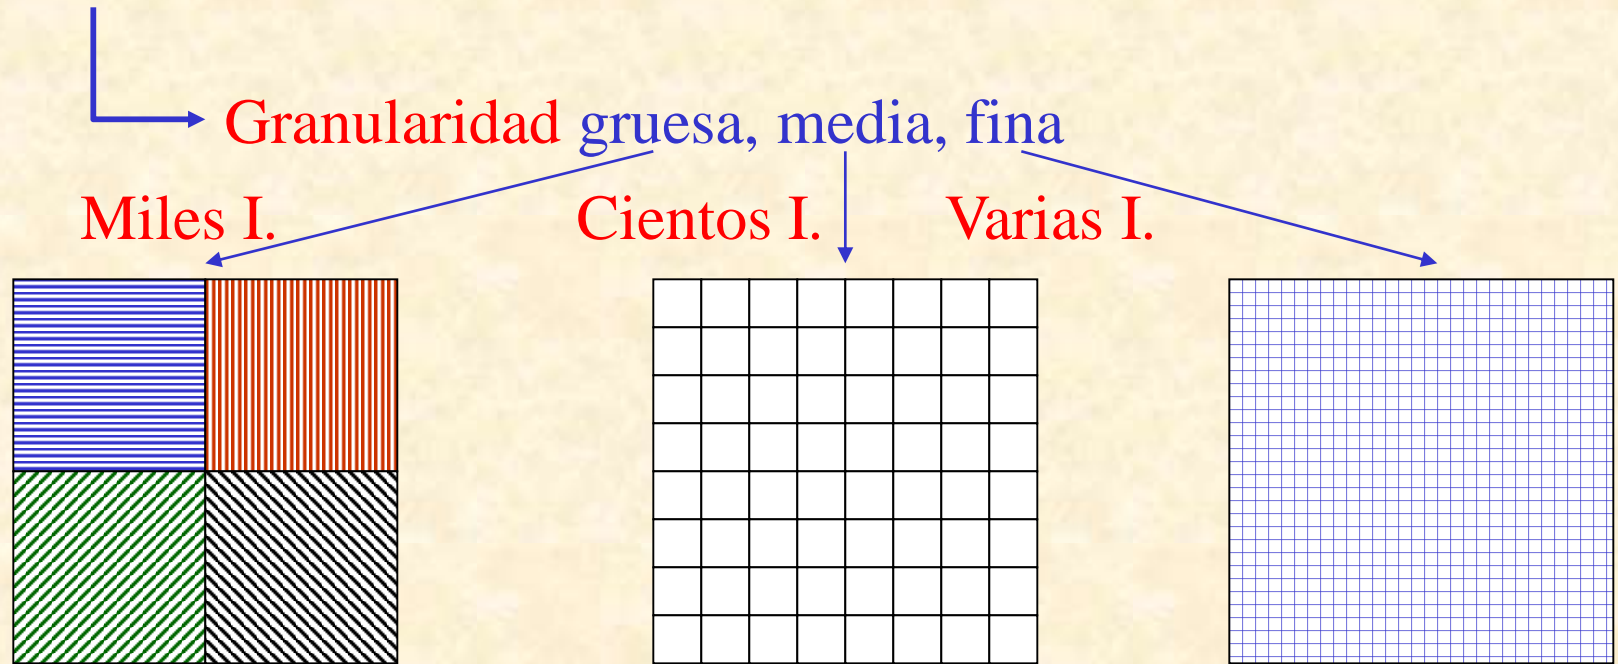 Granularidad gruesa, media, fina
Miles I. Cientos I. Varias I.